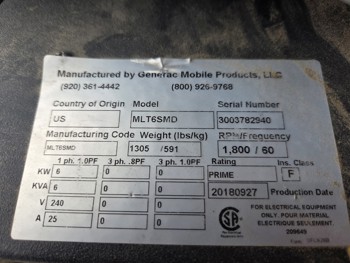 Manufactured by Generac Mobile Products, LLC
(920) 361-4442 (800) 926-9768
Country of Origin Model Serial Number
US MLT6SMD 3003782940
Manufacturing Code Weight (lbs/kg) RPM/Frequency
MLT6SMD 1305 /591 1,800 / 60
1 ph. 1.0PF 3 ph. .8PF 3 ph. 1.0PF Rating Ins. Class
KW 6 0 0 PRIME F
KVA 6 0 0 20180927 Production Date
V 240 0 0
A 25 0 0
FOR EXTERNAL EQUIPMENT
ONLY. POUR MATERIAL
ELECTRIQUE SEULEMENT.
209649